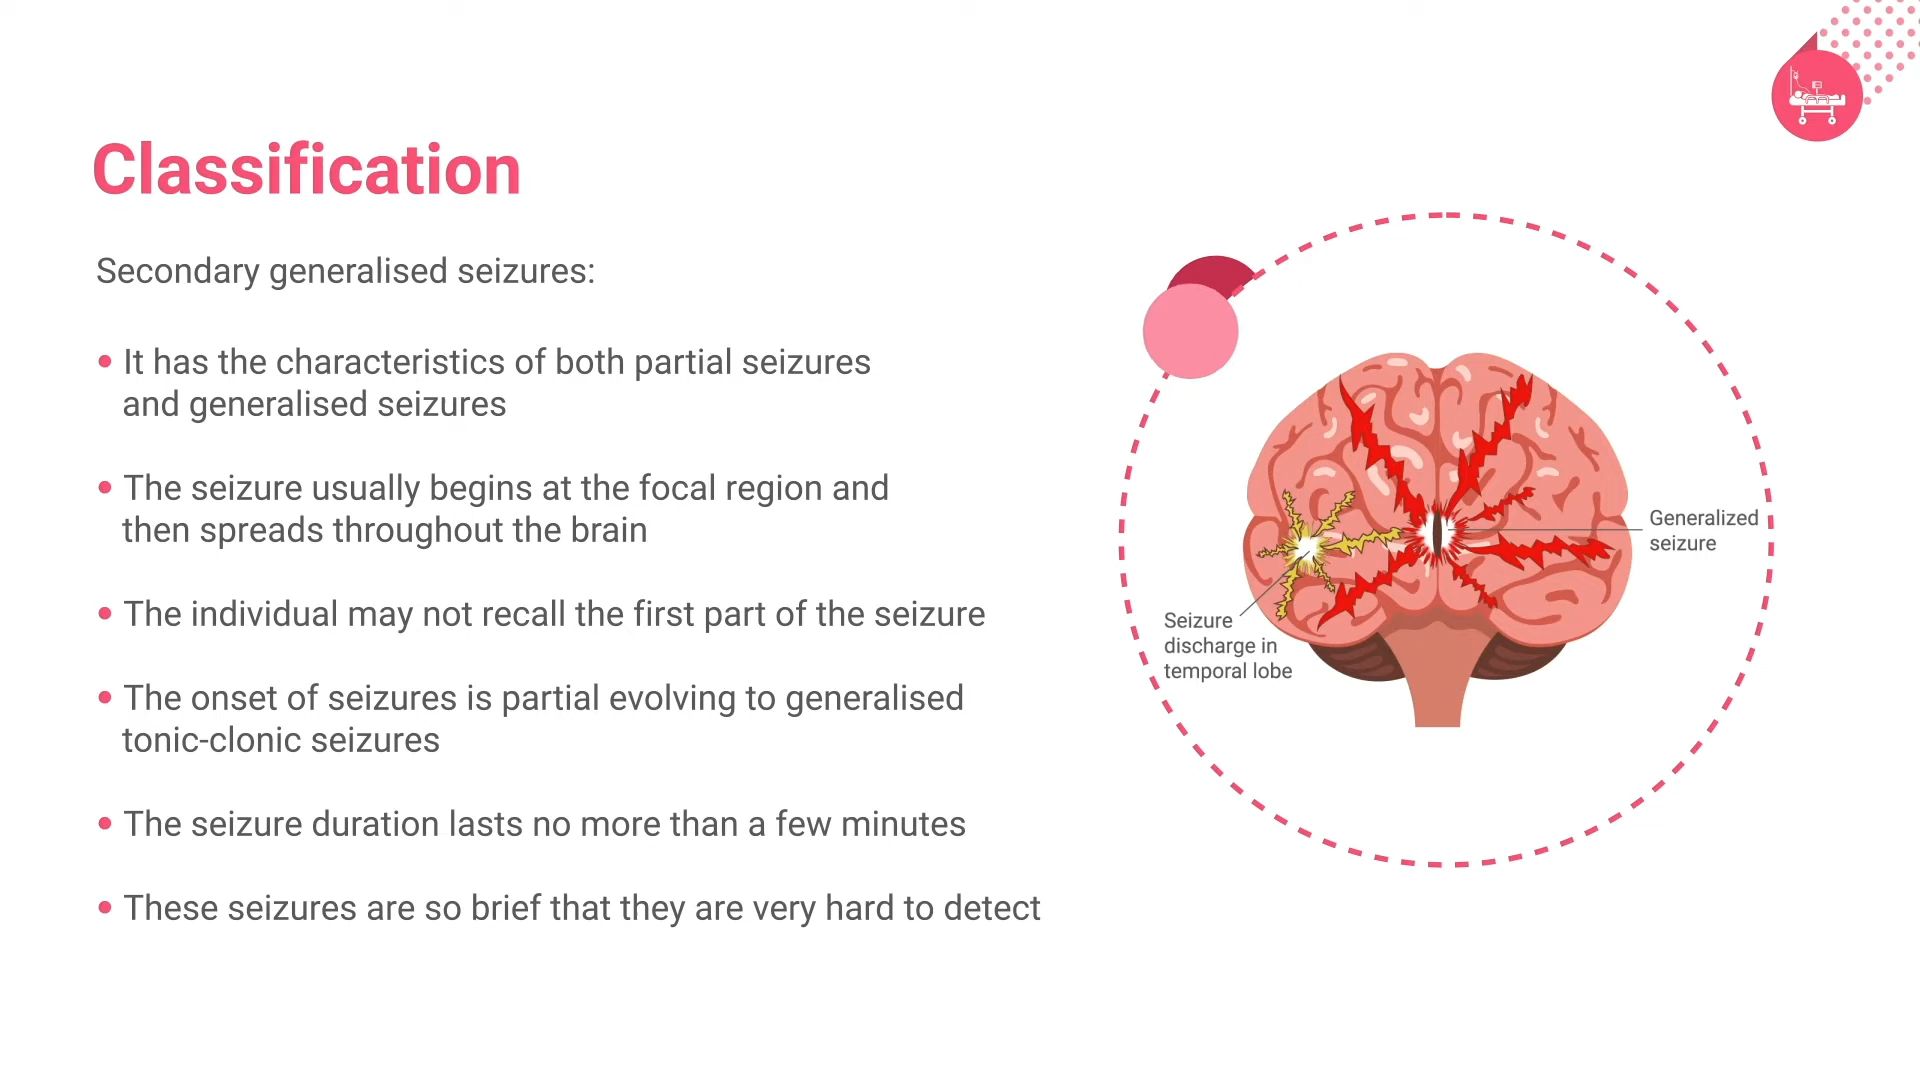 Classification
Secondary generalised seizures:
• It has the characteristics of both partial seizures
and generalised seizures
• The seizure usually begins at the focal region and
then spreads throughout the brain
• The individual may not recall the first part of the seizure
• The onset of seizures is partial evolving to generalised
tonic-clonic seizures
• The seizure duration lasts no more than a few minutes
• These seizures are so brief that they are very hard to detect
Generalized
seizure
Seizure
discharge in
temporal lobe